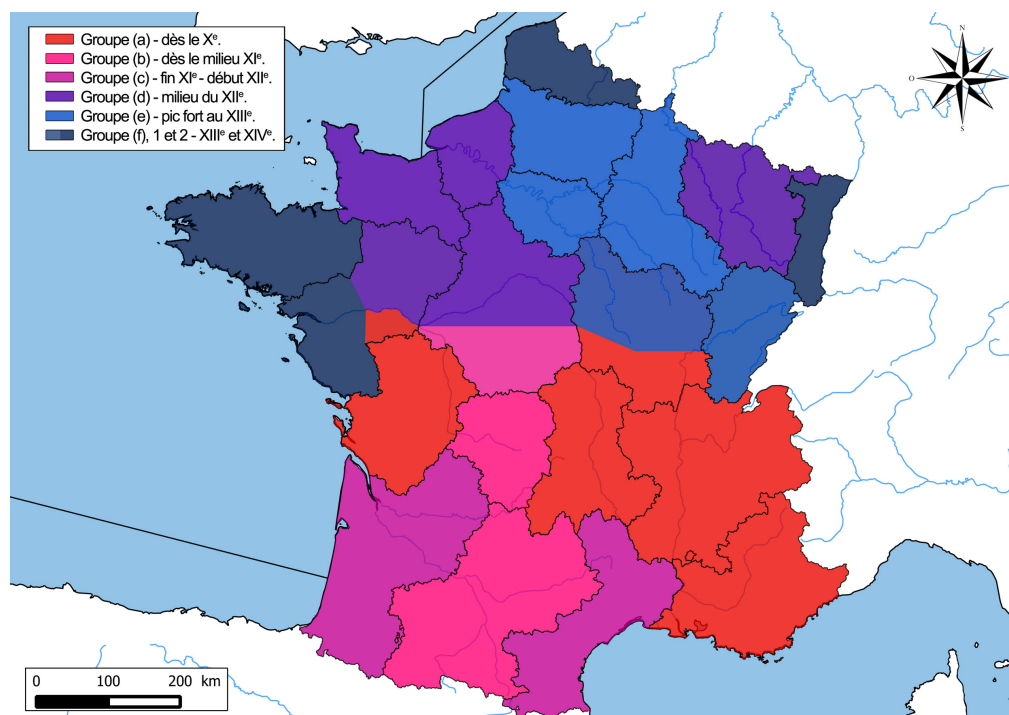 Groupe (a) - dès le Xᵉ.
Groupe (b) - dès le milieu XIᵉ.
Groupe (c) - fin XIᵉ - début XIIᵉ.
Groupe (d) - milieu du XIIᵉ.
Groupe (e) - pic fort au XIIIᵉ.
Groupe (f), 1 et 2 - XIIIᵉ et XIVᵉ.
N
O
E
S
0 100 200 km